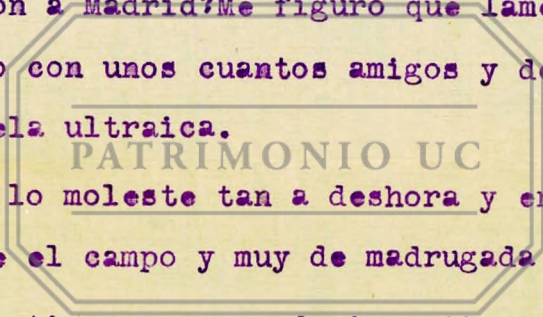 on a Madrid?Me figuro que lame
o con unos cuantos amigos y de
ela ultraica.
PATRIMONIO UC
lo moleste tan a deshora y en
e el campo y muy de madrugada